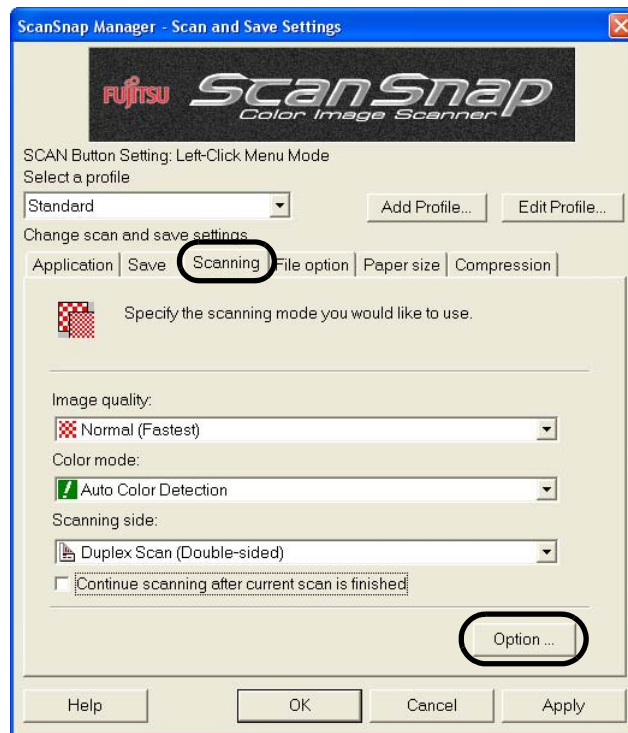 ScanSnap Manager - Scan and Save Settings
FUJITSU ScanSnap
Color Image Scanner
SCAN Button Setting: Left-Click Menu Mode
Select a profile
Standard Add Profile... Edit Profile...
Change scan and save settings
Application Save Scanning File option Paper size Compression
Specify the scanning mode you would like to use.
Image quality:
Normal (Fastest)
Color mode:
Auto Color Detection
Scanning side:
Duplex Scan (Double-sided)
Continue scanning after current scan is finished
Option ...
Help OK Cancel Apply